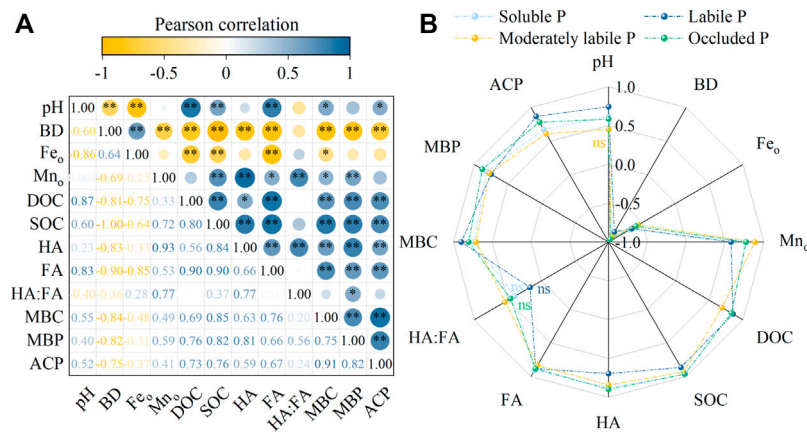 A
Pearson correlation
-1 -0.5 0 0.5 1
pH 1.00 ** ** ** ** ** * *
BD -0.60 1.00 ** ** ** ** ** ** ** ** **
Feo -0.86 0.64 1.00 ** * ** *
Mno -0.69 -0.25 1.00 ** ** * ** * **
DOC 0.87 -0.81 -0.75 0.33 1.00 ** * ** ** ** **
SOC 0.60 -1.00 -0.64 0.72 0.80 1.00 ** ** ** ** **
HA 0.23 -0.83 -0.33 0.93 0.56 0.84 1.00 ** ** ** ** **
FA 0.83 -0.90 -0.85 0.53 0.90 0.90 0.66 1.00 ** ** **
HA:FA -0.40 -0.36 0.28 0.77 0.37 0.77 1.00 *
MBC 0.55 -0.84 -0.48 0.49 0.69 0.85 0.63 0.76 0.20 1.00 ** **
MBP 0.40 -0.82 -0.31 0.59 0.76 0.82 0.81 0.66 0.56 0.75 1.00 **
ACP 0.52 -0.75 -0.37 0.41 0.73 0.76 0.59 0.67 0.24 0.91 0.82 1.00
pH BD Feo Mno DOC SOC HA FA HA:FA MBC MBP ACP
B
Soluble P Labile P
Moderately labile P Occluded P
pH
ACP BD
MBP Feo
MBC Mno
HA:FA DOC
FA SOC
HA
1.0
0.5
0.0
-0.5
-1.0
ns
ns
ns
ns